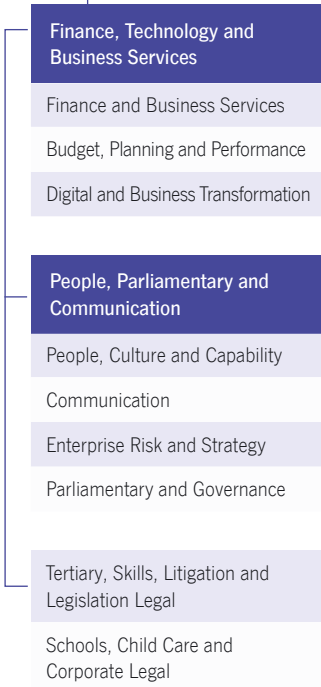 Finance, Technology and
Business Services
Finance and Business Services
Budget, Planning and Performance
Digital and Business Transformation
People, Parliamentary and
Communication
People, Culture and Capability
Communication
Enterprise Risk and Strategy
Parliamentary and Governance
Tertiary, Skills, Litigation and
Legislation Legal
Schools, Child Care and
Corporate Legal